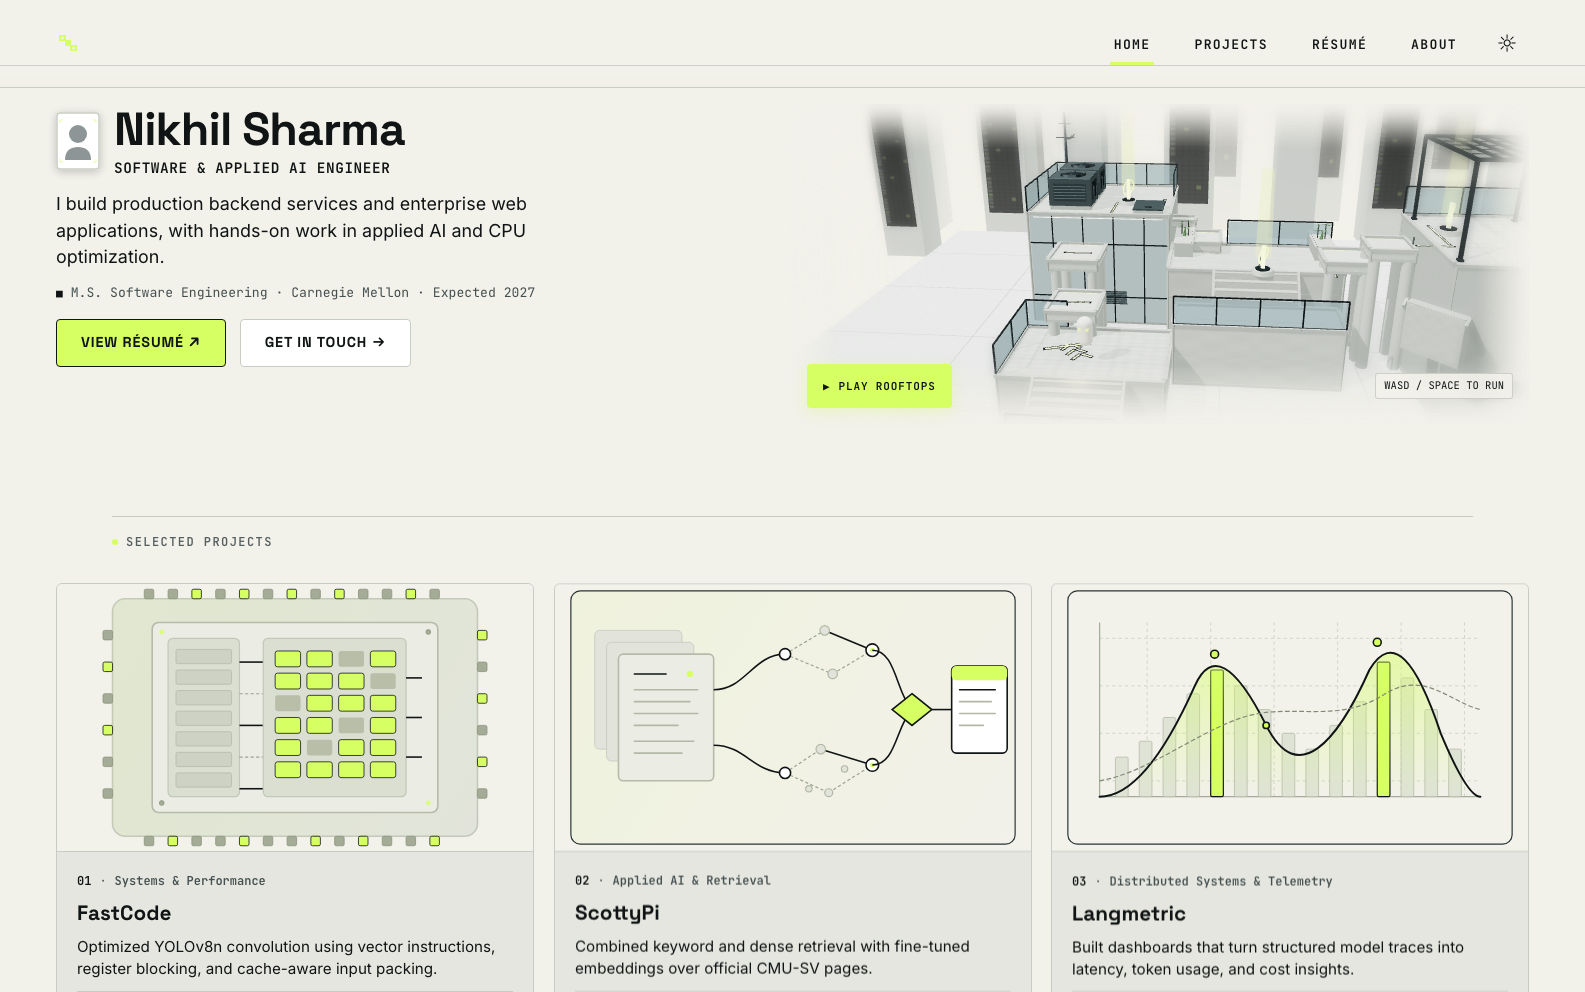 HOME
PROJECTS
RÉSUMÉ
ABOUT
Nikhil Sharma
SOFTWARE & APPLIED AI ENGINEER
I build production backend services and enterprise web
applications, with hands-on work in applied AI and CPU
optimization.
M.S. Software Engineering · Carnegie Mellon · Expected 2027
VIEW RÉSUMÉ ↗
GET IN TOUCH →
▶ PLAY ROOFTOPS
WASD / SPACE TO RUN
SELECTED PROJECTS
01 · Systems & Performance
FastCode
Optimized YOLOv8n convolution using vector instructions,
register blocking, and cache-aware input packing.
02 · Applied AI & Retrieval
ScottyPi
Combined keyword and dense retrieval with fine-tuned
embeddings over official CMU-SV pages.
03 · Distributed Systems & Telemetry
Langmetric
Built dashboards that turn structured model traces into
latency, token usage, and cost insights.